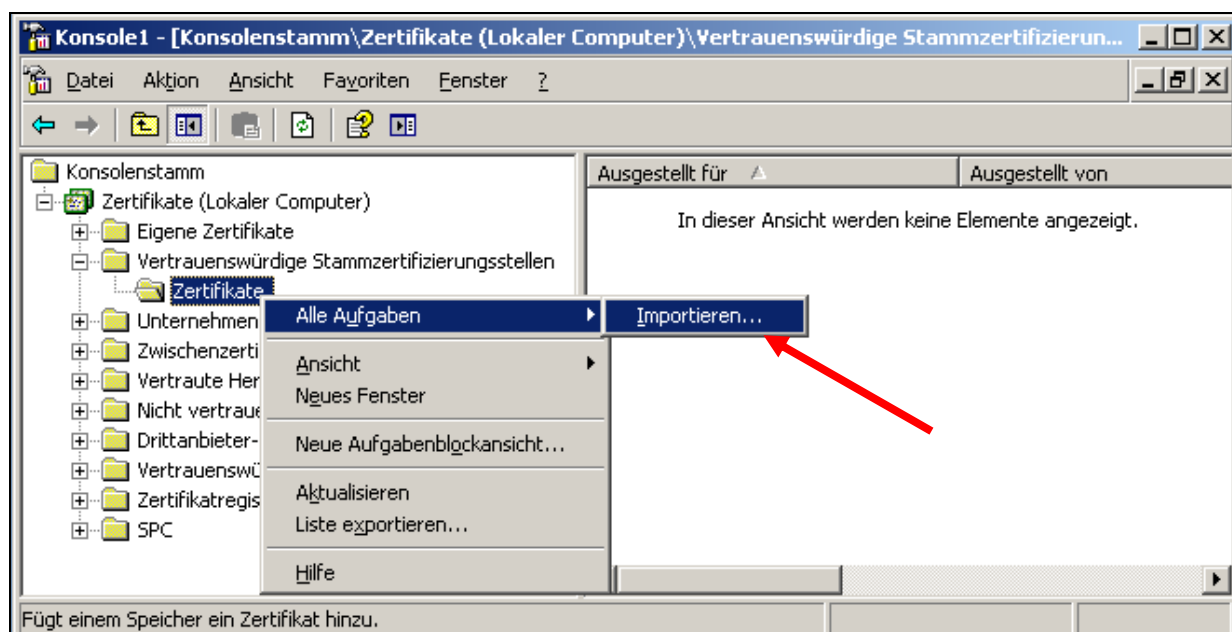 Konsole1 - [Konsolenstamm\Zertifikate (Lokaler Computer)\Vertrauenswürdige Stammzertifizierun...
Datei Aktion Ansicht Favoriten Fenster ?
Konsolenstamm
Zertifikate (Lokaler Computer)
Eigene Zertifikate
Vertrauenswürdige Stammzertifizierungsstellen
Zertifikate
Unternehmen
Zwischenzerti
Vertraute Her
Nicht vertraue
Drittanbieter-
Vertrauenswü
Zertifikatregis
SPC
Alle Aufgaben
Importieren...
Ansicht
Neues Fenster
Neue Aufgabenblockansicht...
Aktualisieren
Liste exportieren...
Hilfe
Ausgestellt für Ausgestellt von
In dieser Ansicht werden keine Elemente angezeigt.
Fügt einem Speicher ein Zertifikat hinzu.